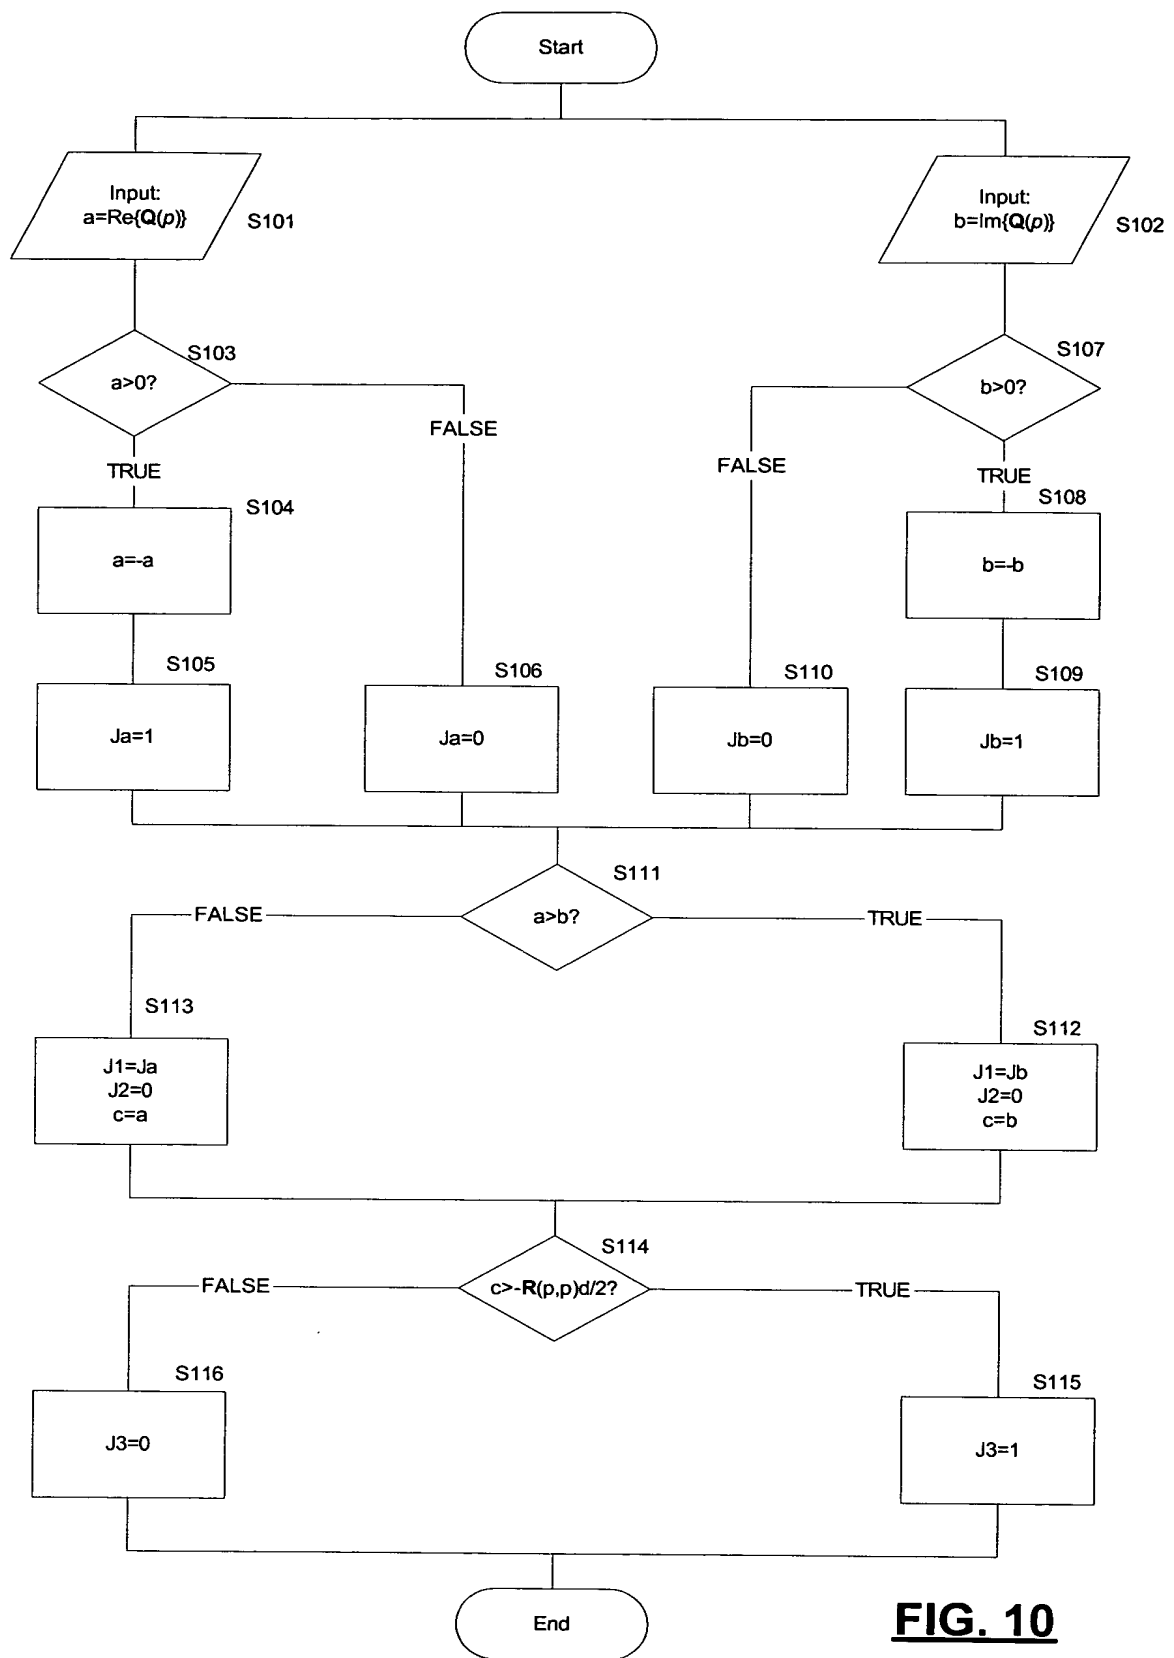 Start
Input:
a=Re{Q(p)}
S101
Input:
b=Im{Q(p)}
S102
S103
a>0?
S107
b>0?
FALSE
FALSE
TRUE
TRUE
S104
a=-a
S108
b=-b
S105
Ja=1
S106
Ja=0
S110
Jb=0
S109
Jb=1
S111
a>b?
FALSE
TRUE
S113
J1=Ja
J2=0
c=a
S112
J1=Jb
J2=0
c=b
S114
c>-R(p,p)d/2?
FALSE
TRUE
S116
J3=0
S115
J3=1
End
FIG. 10